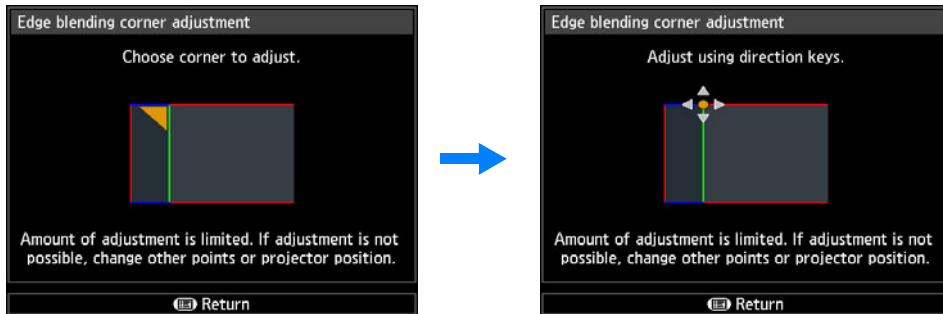 Edge blending corner adjustment
Choose corner to adjust.
Amount of adjustment is limited. If adjustment is not
possible, change other points or projector position.
Return
Edge blending corner adjustment
Adjust using direction keys.
Amount of adjustment is limited. If adjustment is not
possible, change other points or projector position.
Return